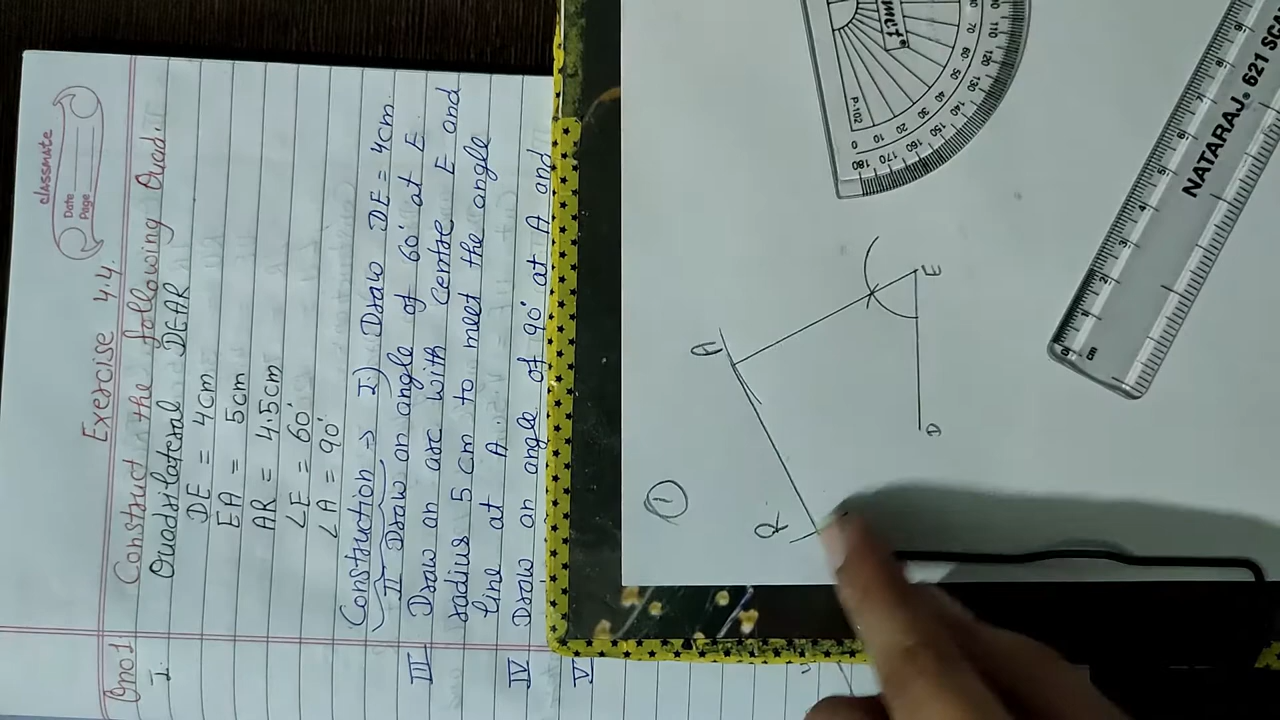 classmate
Date
Page
Exercise 4.4.
Qno1 Construct the following Quad.
I. Quadrilateral DEAR
DE = 4cm
EA = 5cm
AR = 4.5cm
∠E = 60°
∠A = 90°
Construction ⇒ I) Draw DE = 4cm.
II Draw an angle of 60° at E
III Draw an arc with centre E and
radius 5 cm to meet the angle
line at A.
IV Draw an angle of 90° at A and
V
①
A
R
E
D
P-102
NATARAJ® 621
cm